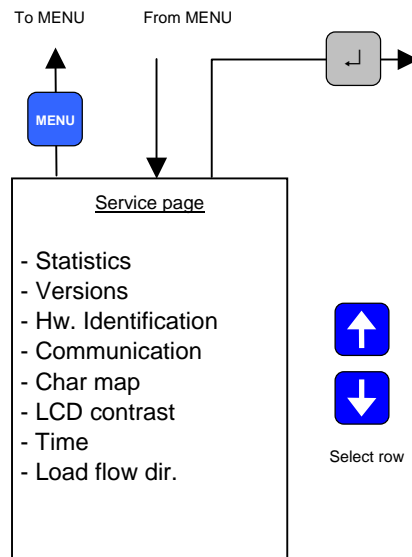 To MENU From MENU
MENU
Service page
- Statistics
- Versions
- Hw. Identification
- Communication
- Char map
- LCD contrast
- Time
- Load flow dir.
Select row